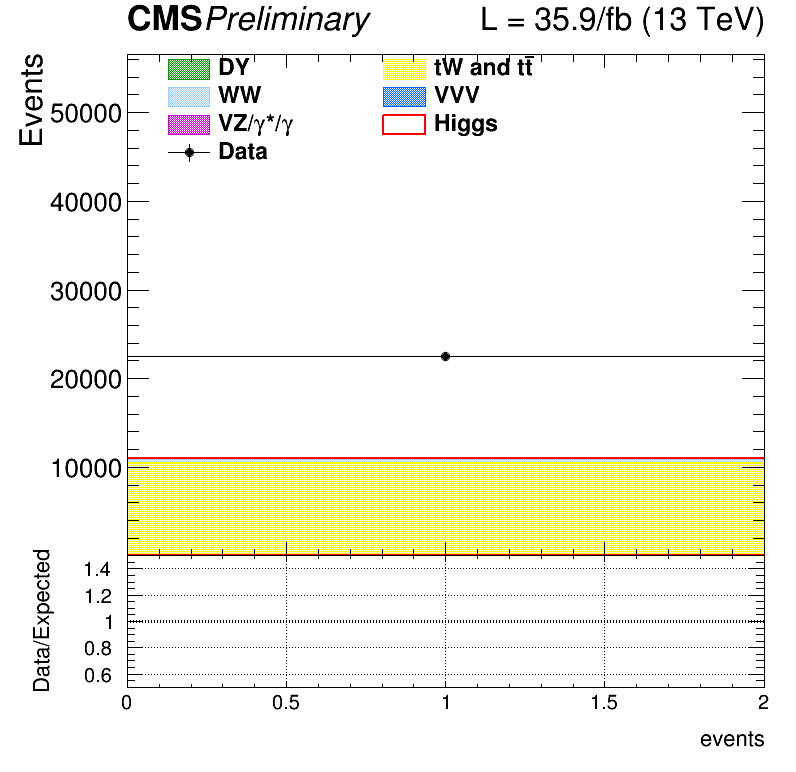 CMS Preliminary L = 35.9/fb (13 TeV)
Events
50000
40000
30000
20000
10000
DY
tW and tt̅
WW
VVV
VZ/γ*/γ
Higgs
Data
Data/Expected
1.4
1.2
1
0.8
0.6
0 0.5 1 1.5 2
events